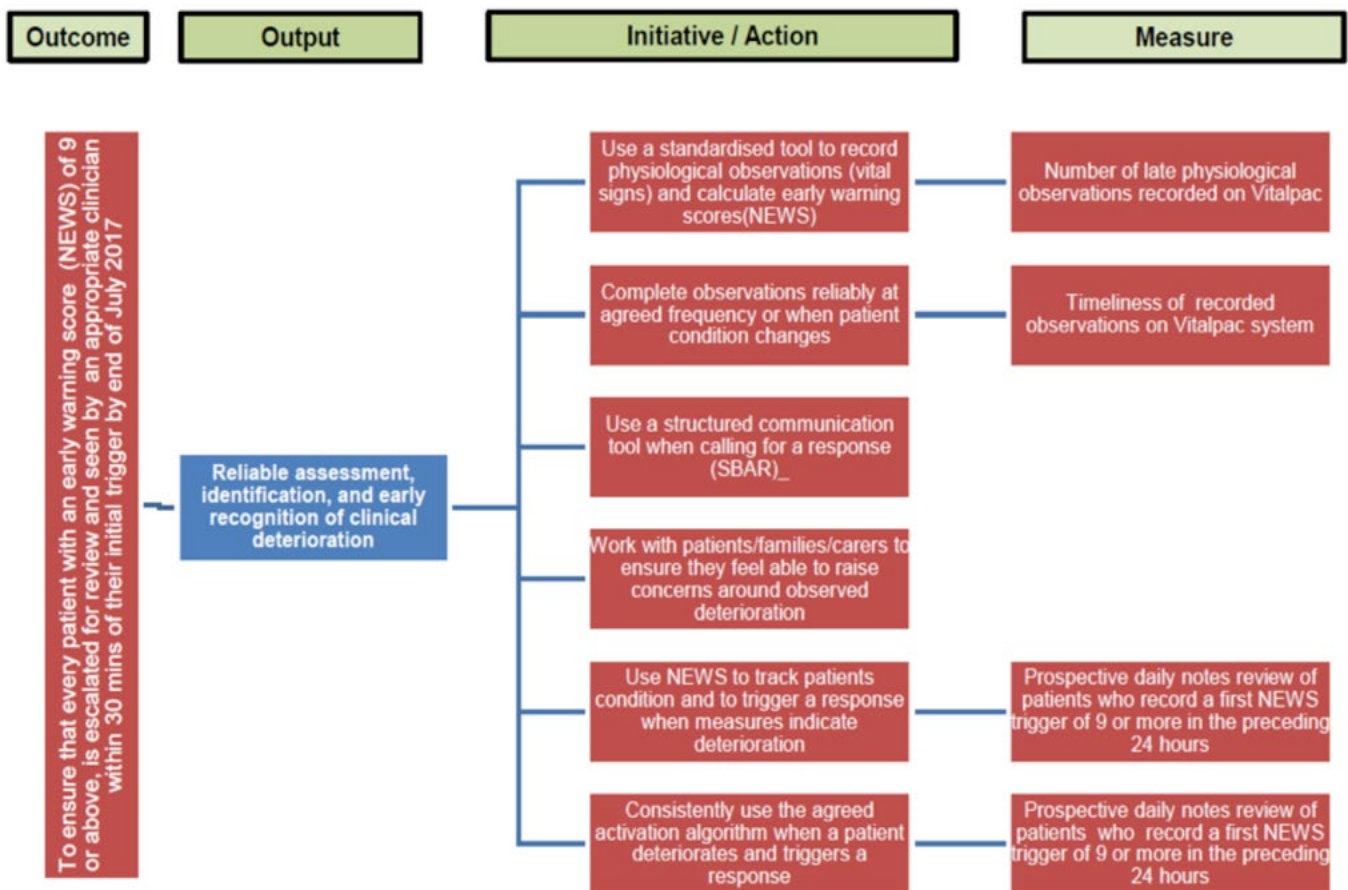 Outcome
Output
Initiative / Action
Measure
To ensure that every patient with an early warning score (NEWS) of 9
or above, is escalated for review and seen by an appropriate clinician
within 30 mins of their initial trigger by end of July 2017
Reliable assessment,
identification, and early
recognition of clinical
deterioration
Use a standardised tool to record
physiological observations (vital
signs) and calculate early warning
scores(NEWS)
Number of late physiological
observations recorded on Vitalpac
Complete observations reliably at
agreed frequency or when patient
condition changes
Timeliness of recorded
observations on Vitalpac system
Use a structured communication
tool when calling for a response
(SBAR)_
Work with patients/families/carers to
ensure they feel able to raise
concerns around observed
deterioration
Use NEWS to track patients
condition and to trigger a response
when measures indicate
deterioration
Prospective daily notes review of
patients who record a first NEWS
trigger of 9 or more in the preceding
24 hours
Consistently use the agreed
activation algorithm when a patient
deteriorates and triggers a
response
Prospective daily notes review of
patients who record a first NEWS
trigger of 9 or more in the preceding
24 hours